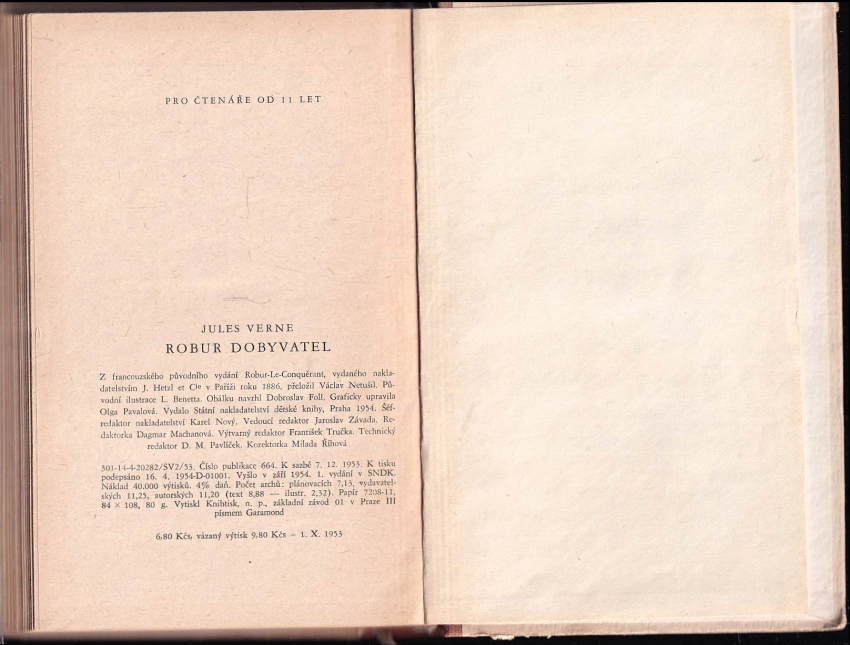 PRO ČTENÁŘE OD 11 LET
JULES VERNE
ROBUR DOBYVATEL
Z francouzského původního vydání Robur-Le-Conquérant, vydaného nakla-
datelstvím J. Hetzl et Cie v Paříži roku 1886, přeložil Václav Netušil. Pů-
vodní ilustrace L. Benetta. Obálku navrhl Dobroslav Foll. Graficky upravila
Olga Pavalová. Vydalo Státní nakladatelství dětské knihy, Praha 1954. Šéf-
redaktor nakladatelství Karel Nový. Vedoucí redaktor Jaroslav Závada. Re-
daktorka Dagmar Machanová. Výtvarný redaktor František Tručka. Technický
redaktor D. M. Pavlíček. Korektorka Milada Říhová
301-14-4-20282/SV2/53. Číslo publikace 664. K sazbě 7. 12. 1953. K tisku
podepsáno 16. 4. 1954-D-01001. Vyšlo v září 1954. 1. vydání v SNDK.
Náklad 40.000 výtisků. 4% daň. Počet archů: plánovacích 7,13, vydavatel-
ských 11,25, autorských 11,20 (text 8,88 — ilustr. 2,32). Papír 7208-11,
84 × 108, 80 g. Vytiskl Knihtisk, n. p., základní závod 01 v Praze III
písmem Garamond
6,80 Kčs, vázaný výtisk 9,80 Kčs – 1. X. 1953